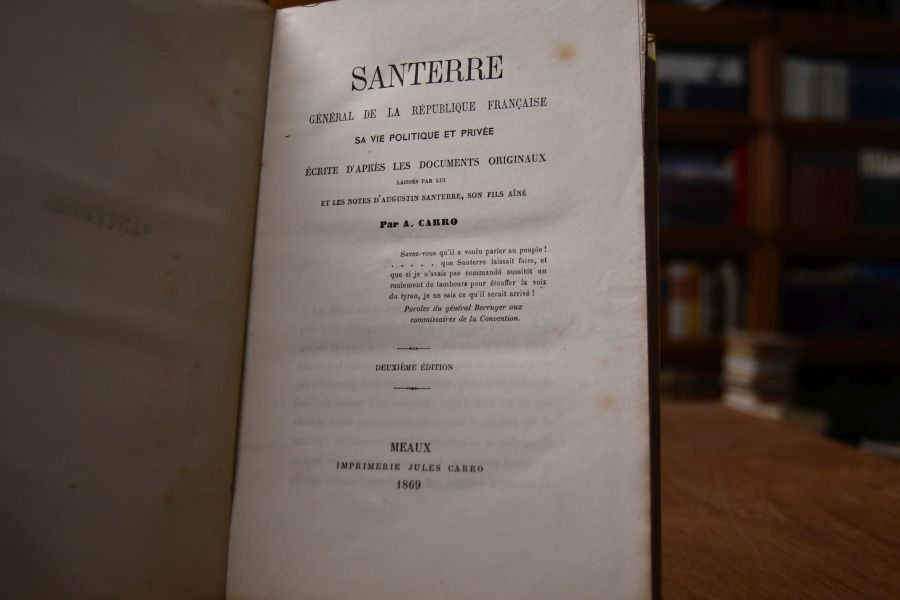 SANTERRE
GÉNÉRAL DE LA RÉPUBLIQUE FRANÇAISE
SA VIE POLITIQUE ET PRIVÉE
ÉCRITE D'APRÈS LES DOCUMENTS ORIGINAUX
LAISSÉS PAR LUI
ET LES NOTES D'AUGUSTIN SANTERRE, SON FILS AÎNÉ
Par A. CARRO
Savez-vous qu'il a voulu parler au peuple!
. . . . . que Santerre laissait faire, et
que si je n'avais pas commandé aussitôt un
roulement de tambours pour étouffer la voix
du tyran, je ne sais ce qu'il serait arrivé!
Paroles du général Berruyer aux
commissaires de la Convention.
DEUXIÈME ÉDITION
MEAUX
IMPRIMERIE JULES CARRO
1869